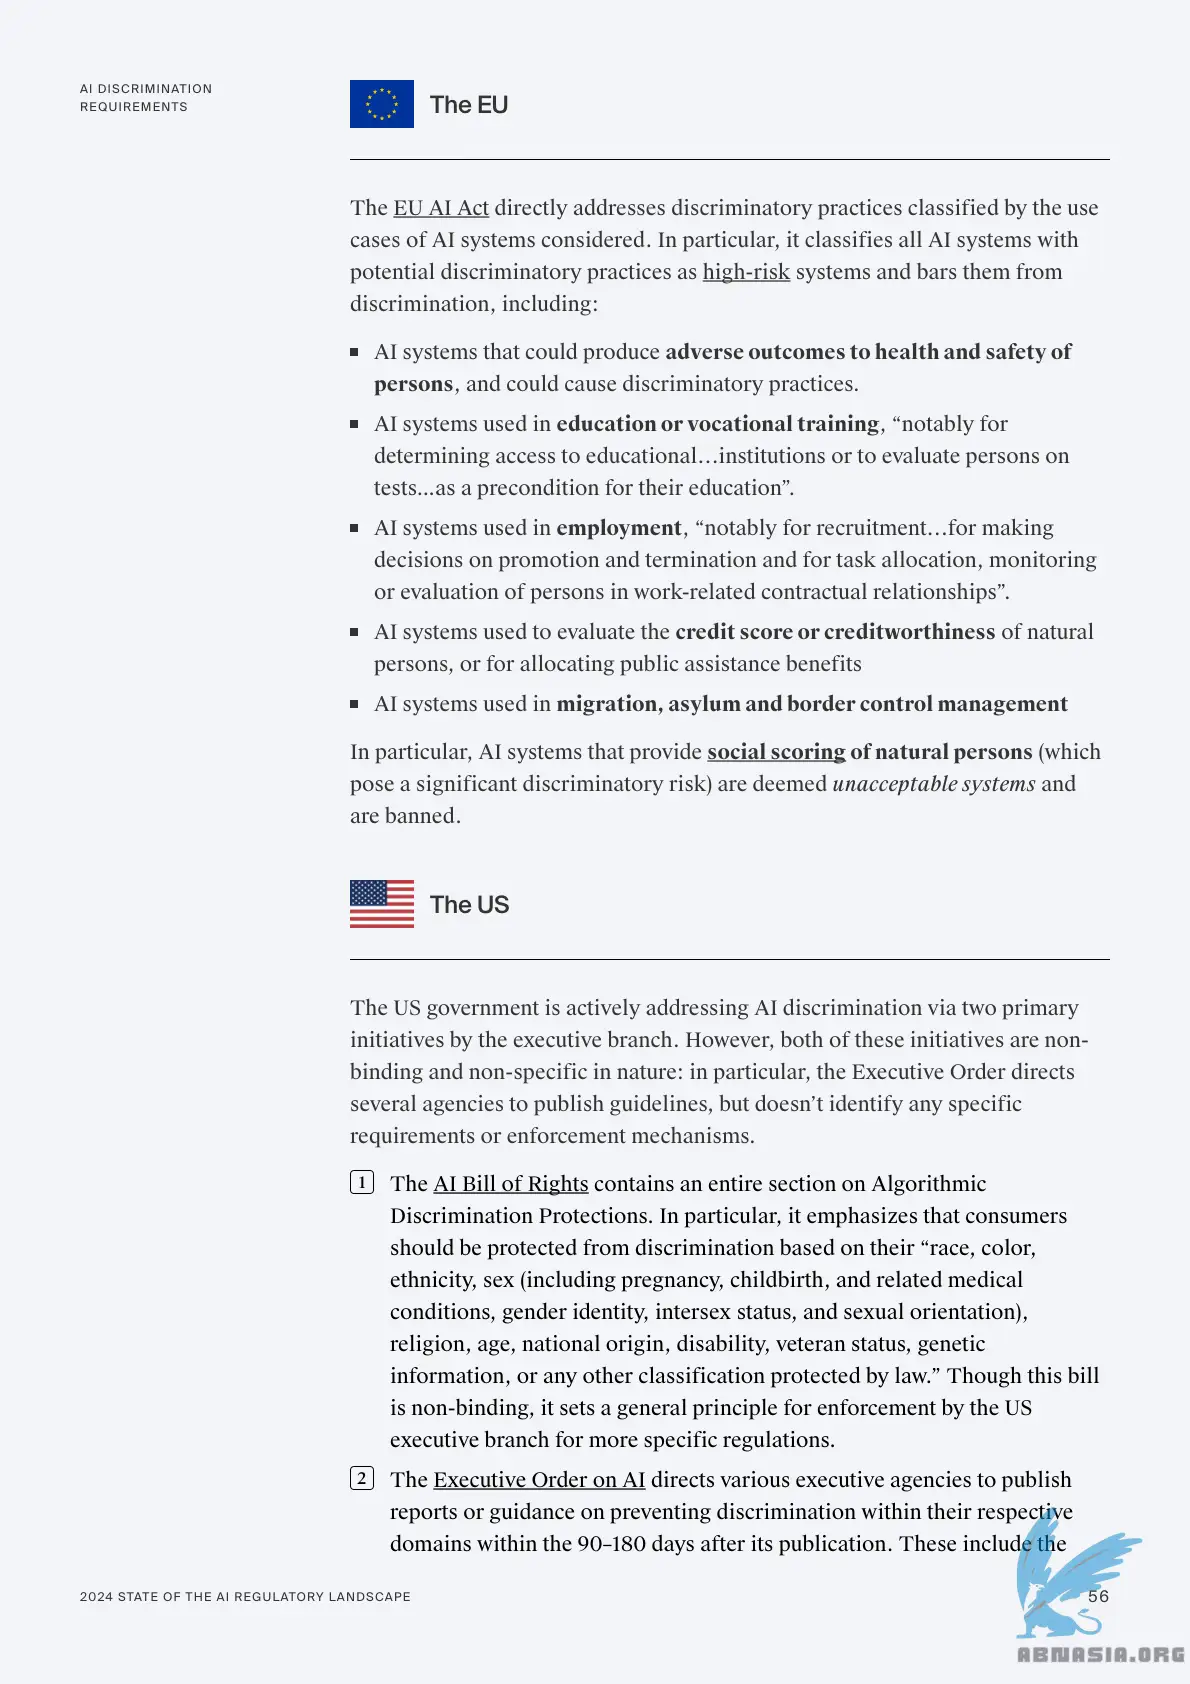 AI DISCRIMINATION
REQUIREMENTS
The EU
The EU AI Act directly addresses discriminatory practices classified by the use
cases of AI systems considered. In particular, it classifies all AI systems with
potential discriminatory practices as high-risk systems and bars them from
discrimination, including:
AI systems that could produce adverse outcomes to health and safety of
persons, and could cause discriminatory practices.
AI systems used in education or vocational training, “notably for
determining access to educational…institutions or to evaluate persons on
tests...as a precondition for their education”.
AI systems used in employment, “notably for recruitment…for making
decisions on promotion and termination and for task allocation, monitoring
or evaluation of persons in work-related contractual relationships”.
AI systems used to evaluate the credit score or creditworthiness of natural
persons, or for allocating public assistance benefits
AI systems used in migration, asylum and border control management
In particular, AI systems that provide social scoring of natural persons (which
pose a significant discriminatory risk) are deemed unacceptable systems and
are banned.
The US
The US government is actively addressing AI discrimination via two primary
initiatives by the executive branch. However, both of these initiatives are non-
binding and non-specific in nature: in particular, the Executive Order directs
several agencies to publish guidelines, but doesn’t identify any specific
requirements or enforcement mechanisms.
1 The AI Bill of Rights contains an entire section on Algorithmic
Discrimination Protections. In particular, it emphasizes that consumers
should be protected from discrimination based on their “race, color,
ethnicity, sex (including pregnancy, childbirth, and related medical
conditions, gender identity, intersex status, and sexual orientation),
religion, age, national origin, disability, veteran status, genetic
information, or any other classification protected by law.” Though this bill
is non-binding, it sets a general principle for enforcement by the US
executive branch for more specific regulations.
2 The Executive Order on AI directs various executive agencies to publish
reports or guidance on preventing discrimination within their respective
domains within the 90–180 days after its publication. These include the
2024 STATE OF THE AI REGULATORY LANDSCAPE
56
ABNASIA.ORG